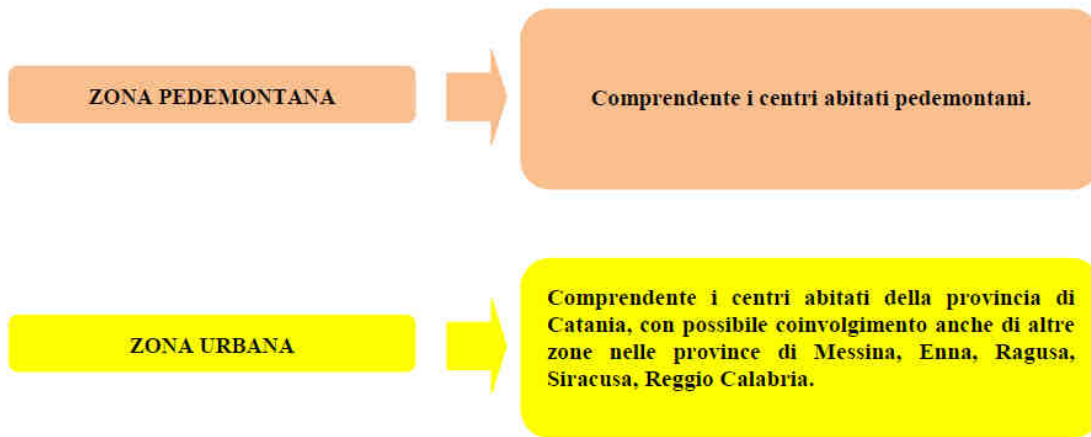 ZONA PEDEMONTANA
Comprendente i centri abitati pedemontani.
ZONA URBANA
Comprendente i centri abitati della provincia di
Catania, con possibile coinvolgimento anche di altre
zone nelle province di Messina, Enna, Ragusa,
Siracusa, Reggio Calabria.